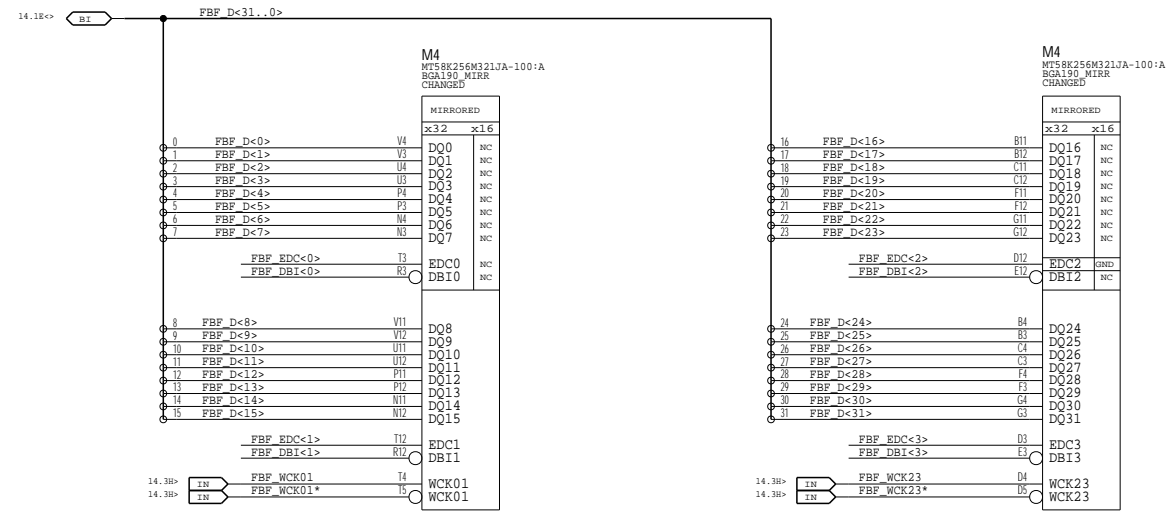 14.1E<> BI FBF_D<31..0>
M4
MT58K256M321JA-100:A
BGA190_MIRR
CHANGED
MIRRORED
x32 x16
0 FBF_D<0> V4 DQ0 NC
1 FBF_D<1> V3 DQ1 NC
2 FBF_D<2> U4 DQ2 NC
3 FBF_D<3> U3 DQ3 NC
4 FBF_D<4> P4 DQ4 NC
5 FBF_D<5> P3 DQ5 NC
6 FBF_D<6> N4 DQ6 NC
7 FBF_D<7> N3 DQ7 NC
FBF_EDC<0> T3 EDC0 NC
FBF_DBI<0> R3 DBI0 NC
8 FBF_D<8> V11 DQ8
9 FBF_D<9> V12 DQ9
10 FBF_D<10> U11 DQ10
11 FBF_D<11> U12 DQ11
12 FBF_D<12> P11 DQ12
13 FBF_D<13> P12 DQ13
14 FBF_D<14> N11 DQ14
15 FBF_D<15> N12 DQ15
FBF_EDC<1> T12 EDC1
FBF_DBI<1> R12 DBI1
14.3H> IN FBF_WCK01 T4 WCK01
14.3H> IN FBF_WCK01* T5 WCK01
M4
MT58K256M321JA-100:A
BGA190_MIRR
CHANGED
MIRRORED
x32 x16
16 FBF_D<16> B11 DQ16 NC
17 FBF_D<17> B12 DQ17 NC
18 FBF_D<18> C11 DQ18 NC
19 FBF_D<19> C12 DQ19 NC
20 FBF_D<20> F11 DQ20 NC
21 FBF_D<21> F12 DQ21 NC
22 FBF_D<22> G11 DQ22 NC
23 FBF_D<23> G12 DQ23 NC
FBF_EDC<2> D12 EDC2 GND
FBF_DBI<2> E12 DBI2 NC
24 FBF_D<24> B4 DQ24
25 FBF_D<25> B3 DQ25
26 FBF_D<26> C4 DQ26
27 FBF_D<27> C3 DQ27
28 FBF_D<28> F4 DQ28
29 FBF_D<29> F3 DQ29
30 FBF_D<30> G4 DQ30
31 FBF_D<31> G3 DQ31
FBF_EDC<3> D3 EDC3
FBF_DBI<3> E3 DBI3
14.3H> IN FBF_WCK23 D4 WCK23
14.3H> IN FBF_WCK23* D5 WCK23